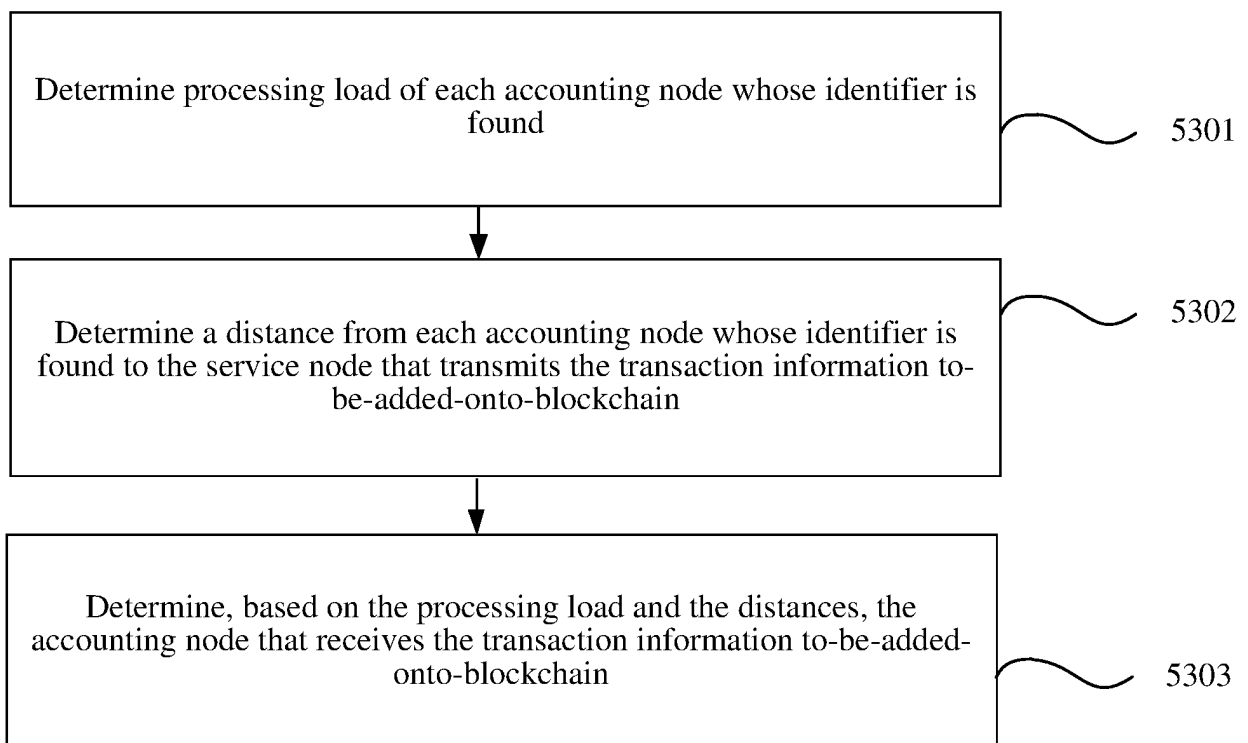 Determine processing load of each accounting node whose identifier is
found
5301
Determine a distance from each accounting node whose identifier is
found to the service node that transmits the transaction information to-
be-added-onto-blockchain
5302
Determine, based on the processing load and the distances, the
accounting node that receives the transaction information to-be-added-
onto-blockchain
5303